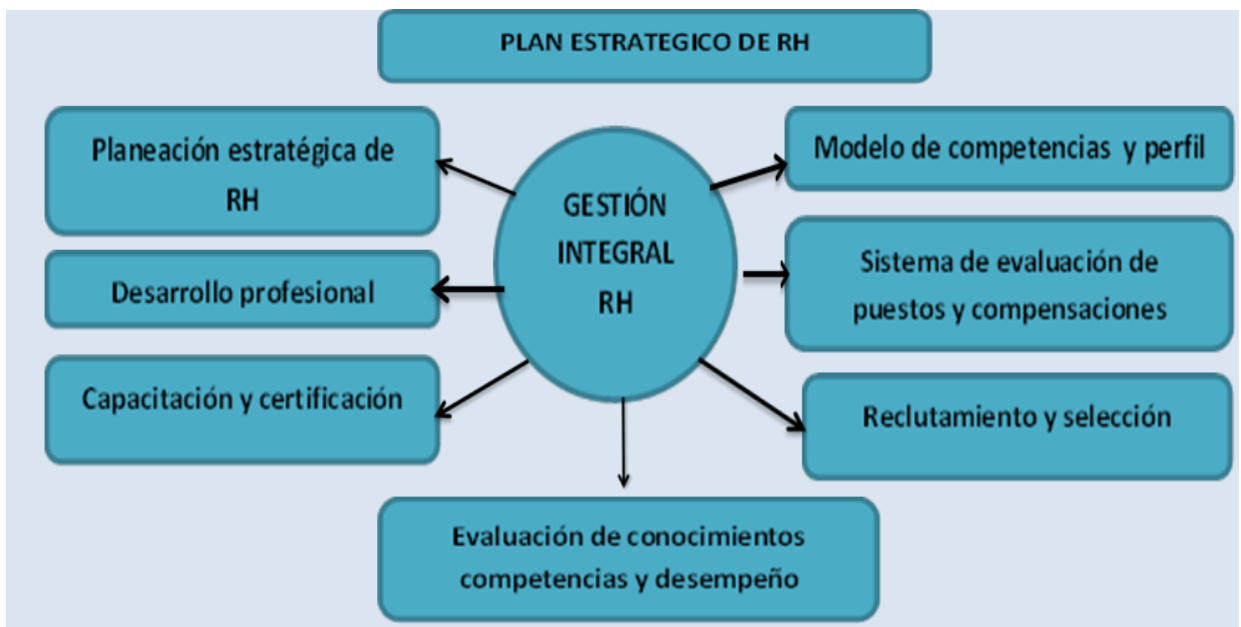 PLAN ESTRATEGICO DE RH
Planeación estratégica de
RH
Desarrollo profesional
Capacitación y certificación
GESTIÓN
INTEGRAL
RH
Modelo de competencias y perfil
Sistema de evaluación de
puestos y compensaciones
Reclutamiento y selección
Evaluación de conocimientos
competencias y desempeño